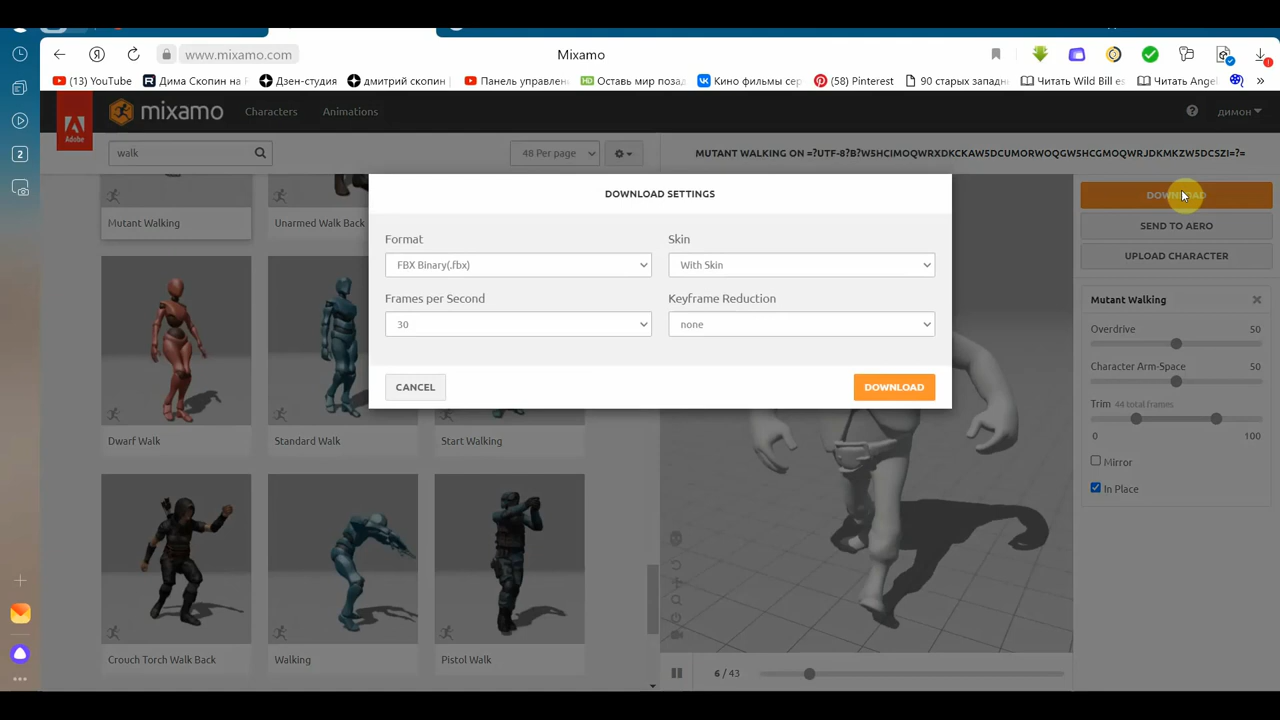 www.mixamo.com
Mixamo
(13) YouTube
Дима Скопин на R
Дзен-студия
дмитрий скопин
Панель управлен
Оставь мир позад
Кино фильмы сер
(58) Pinterest
90 старых западн
Читать Wild Bill es
Читать Angel
»
Adobe
mixamo
Characters
Animations
димон
walk
48 Per page
MUTANT WALKING ON =?UTF-8?B?W5HCIMOQWRXDKCKAW5DCUMORWOQGW5HCGMOQWRJDKMKZW5DCSZI=?=
DOWNLOAD SETTINGS
Format
Skin
FBX Binary(.fbx)
With Skin
Frames per Second
Keyframe Reduction
30
none
CANCEL
DOWNLOAD
DOWNLOAD
SEND TO AERO
UPLOAD CHARACTER
Mutant Walking
Overdrive 50
Character Arm-Space 50
Trim 44 total frames
0 100
Mirror
In Place
Mutant Walking
Unarmed Walk Back
Dwarf Walk
Standard Walk
Start Walking
Crouch Torch Walk Back
Walking
Pistol Walk
6 / 43
2